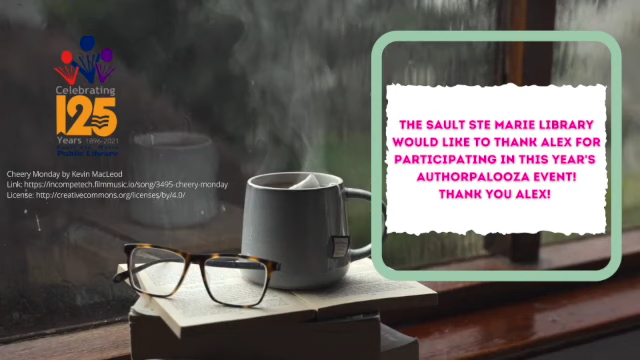 Celebrating
125
Years 1896-2021
Public Library
Cheery Monday by Kevin MacLeod
Link: https://incompetech.filmmusic.io/song/3495-cheery-monday
License: http://creativecommons.org/licenses/by/4.0/
THE SAULT STE MARIE LIBRARY
WOULD LIKE TO THANK ALEX FOR
PARTICIPATING IN THIS YEAR'S
AUTHORPALOOZA EVENT!
THANK YOU ALEX!